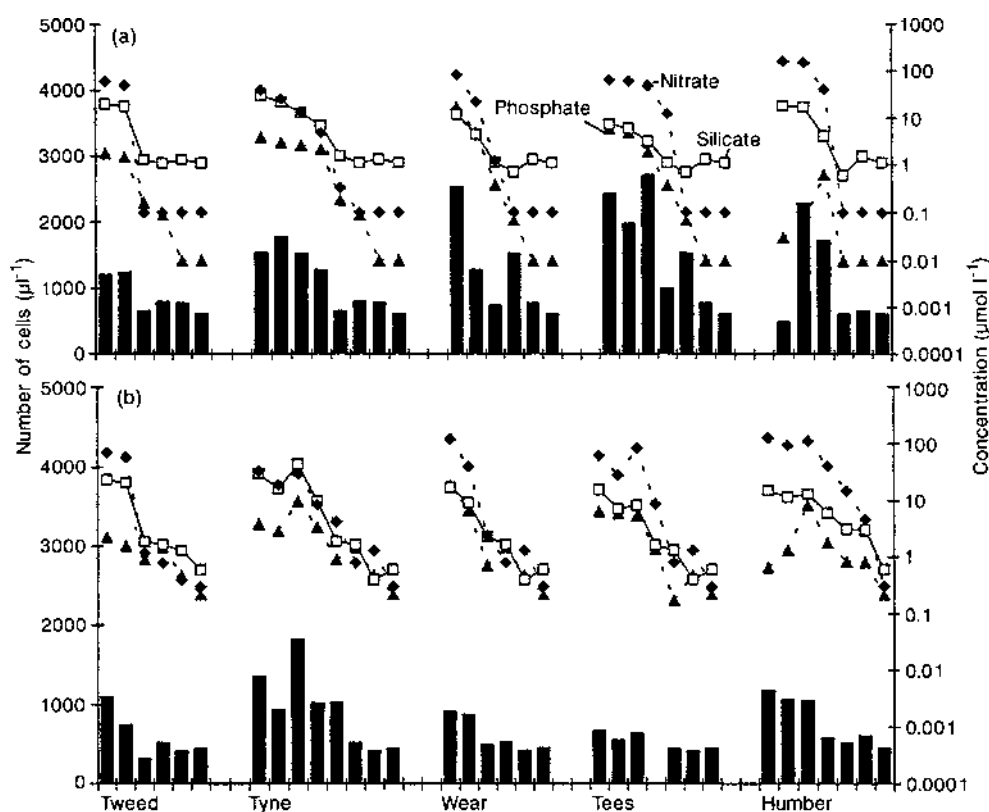 (a)
5000
4000
3000
2000
1000
0
1000
100
10
1
0.1
0.01
0.001
0.0001
Nitrate
Phosphate
Silicate
Number of cells (µl⁻¹)
Concentration (µmol l⁻¹)
(b)
5000
4000
3000
2000
1000
0
1000
100
10
1
0.1
0.01
0.001
0.0001
Tweed
Tyne
Wear
Tees
Humber